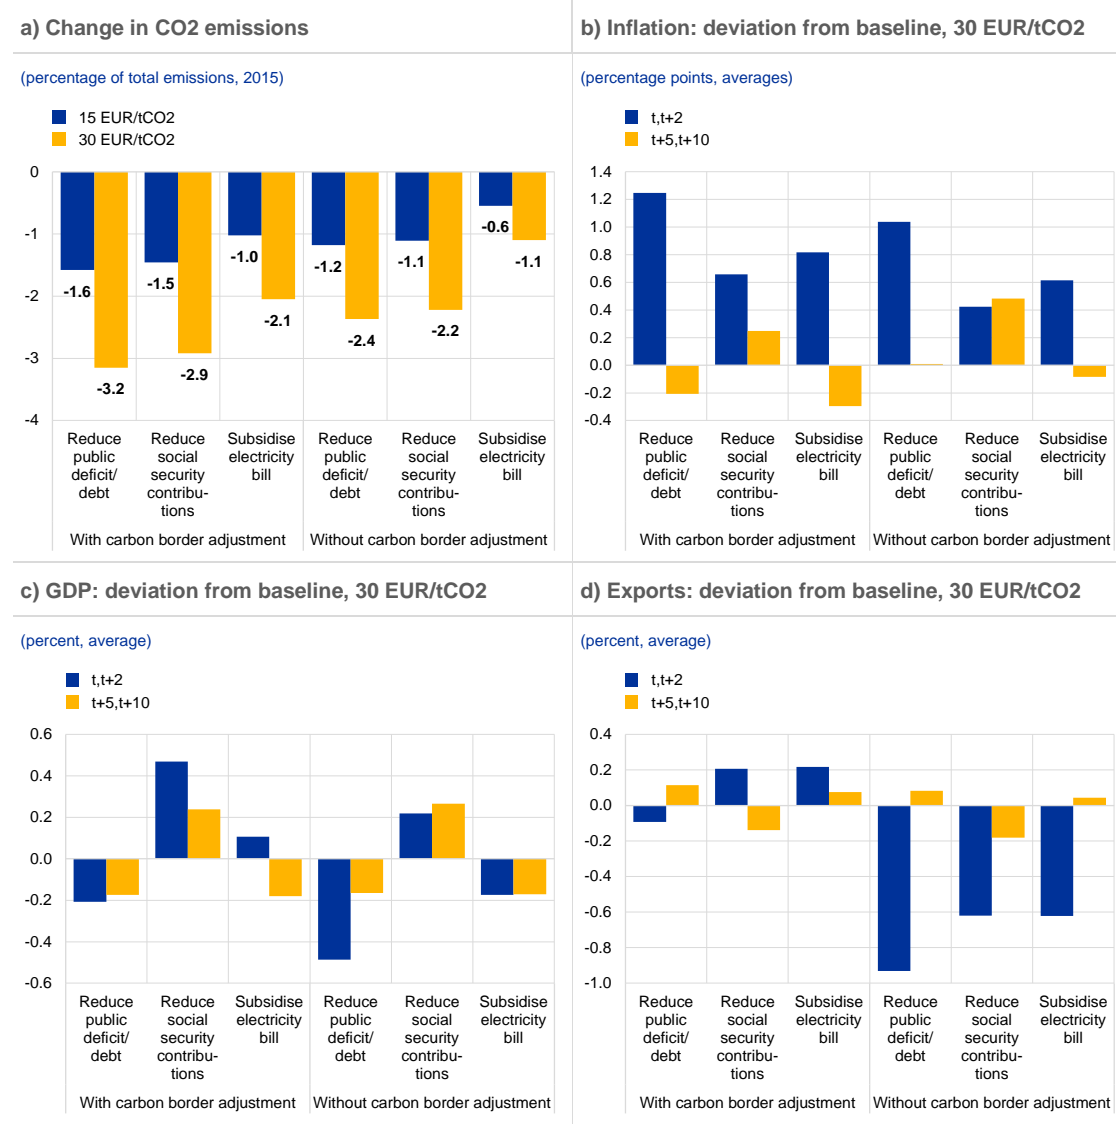 a) Change in CO2 emissions
(percentage of total emissions, 2015)
15 EUR/tCO2
30 EUR/tCO2
0
-1
-2
-3
-4
-1.6
-3.2
-1.5
-2.9
-1.0
-2.1
-1.2
-2.4
-1.1
-2.2
-0.6
-1.1
Reduce
public
deficit/
debt
Reduce
social
security
contribu-
tions
Subsidise
electricity
bill
Reduce
public
deficit/
debt
Reduce
social
security
contribu-
tions
Subsidise
electricity
bill
With carbon border adjustment
Without carbon border adjustment
b) Inflation: deviation from baseline, 30 EUR/tCO2
(percentage points, averages)
t,t+2
t+5,t+10
1.4
1.2
1.0
0.8
0.6
0.4
0.2
0.0
-0.2
-0.4
Reduce
public
deficit/
debt
Reduce
social
security
contribu-
tions
Subsidise
electricity
bill
Reduce
public
deficit/
debt
Reduce
social
security
contribu-
tions
Subsidise
electricity
bill
With carbon border adjustment
Without carbon border adjustment
c) GDP: deviation from baseline, 30 EUR/tCO2
(percent, average)
t,t+2
t+5,t+10
0.6
0.4
0.2
0.0
-0.2
-0.4
-0.6
Reduce
public
deficit/
debt
Reduce
social
security
contribu-
tions
Subsidise
electricity
bill
Reduce
public
deficit/
debt
Reduce
social
security
contribu-
tions
Subsidise
electricity
bill
With carbon border adjustment
Without carbon border adjustment
d) Exports: deviation from baseline, 30 EUR/tCO2
(percent, average)
t,t+2
t+5,t+10
0.4
0.2
0.0
-0.2
-0.4
-0.6
-0.8
-1.0
Reduce
public
deficit/
debt
Reduce
social
security
contribu-
tions
Subsidise
electricity
bill
Reduce
public
deficit/
debt
Reduce
social
security
contribu-
tions
Subsidise
electricity
bill
With carbon border adjustment
Without carbon border adjustment